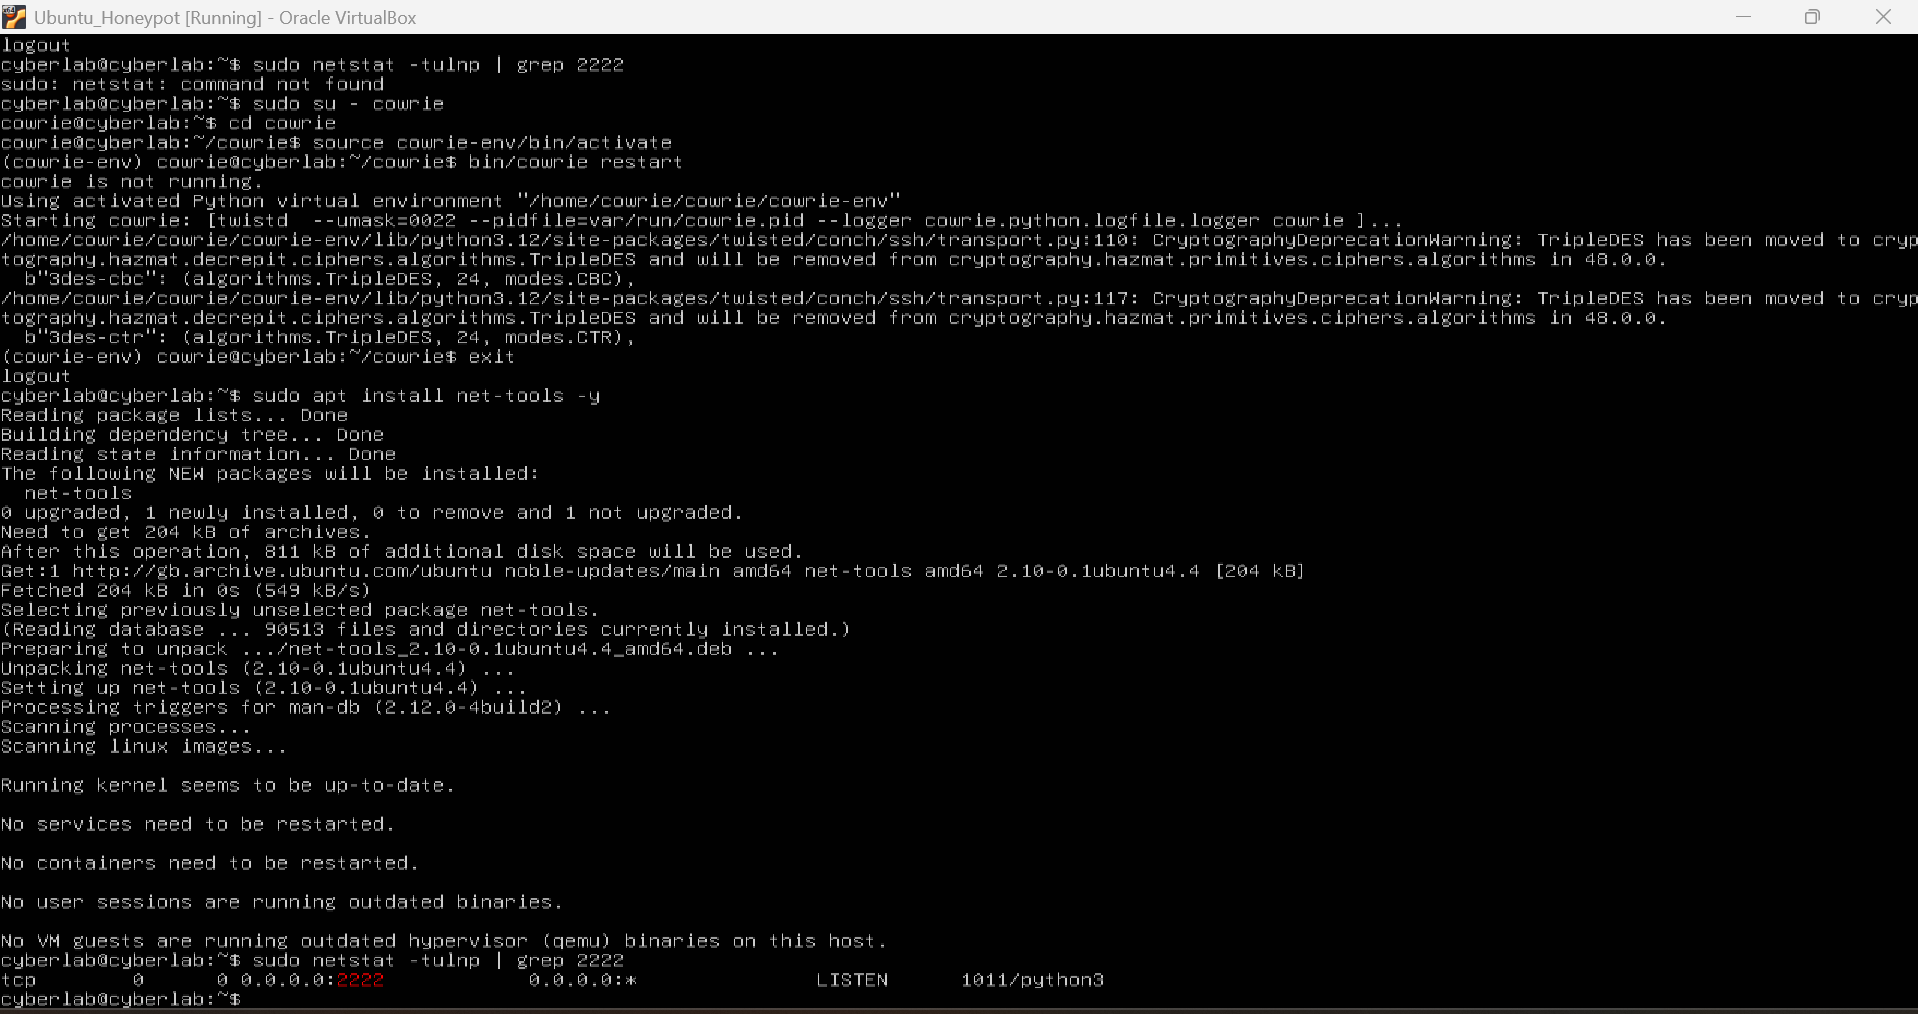 Ubuntu_Honeypot [Running] - Oracle VirtualBox
logout
cyberlab@cyberlab:~$ sudo netstat -tulnp | grep 2222
sudo: netstat: command not found
cyberlab@cyberlab:~$ sudo su - cowrie
cowrie@cyberlab:~$ cd cowrie
cowrie@cyberlab:~/cowrie$ source cowrie-env/bin/activate
(cowrie-env) cowrie@cyberlab:~/cowrie$ bin/cowrie restart
cowrie is not running.
Using activated Python virtual environment "/home/cowrie/cowrie/cowrie-env"
Starting cowrie: [twistd  --umask=0022 --pidfile=var/run/cowrie.pid --logger cowrie.python.logfile.logger cowrie ]...
/home/cowrie/cowrie/cowrie-env/lib/python3.12/site-packages/twisted/conch/ssh/transport.py:110: CryptographyDeprecationWarning: TripleDES has been moved to cryp
tography.hazmat.decrepit.ciphers.algorithms.TripleDES and will be removed from cryptography.hazmat.primitives.ciphers.algorithms in 48.0.0.
  b"3des-cbc": (algorithms.TripleDES, 24, modes.CBC),
/home/cowrie/cowrie/cowrie-env/lib/python3.12/site-packages/twisted/conch/ssh/transport.py:117: CryptographyDeprecationWarning: TripleDES has been moved to cryp
tography.hazmat.decrepit.ciphers.algorithms.TripleDES and will be removed from cryptography.hazmat.primitives.ciphers.algorithms in 48.0.0.
  b"3des-ctr": (algorithms.TripleDES, 24, modes.CTR),
(cowrie-env) cowrie@cyberlab:~/cowrie$ exit
logout
cyberlab@cyberlab:~$ sudo apt install net-tools -y
Reading package lists... Done
Building dependency tree... Done
Reading state information... Done
The following NEW packages will be installed:
  net-tools
0 upgraded, 1 newly installed, 0 to remove and 1 not upgraded.
Need to get 204 kB of archives.
After this operation, 811 kB of additional disk space will be used.
Get:1 http://gb.archive.ubuntu.com/ubuntu noble-updates/main amd64 net-tools amd64 2.10-0.1ubuntu4.4 [204 kB]
Fetched 204 kB in 0s (549 kB/s)
Selecting previously unselected package net-tools.
(Reading database ... 90513 files and directories currently installed.)
Preparing to unpack .../net-tools_2.10-0.1ubuntu4.4_amd64.deb ...
Unpacking net-tools (2.10-0.1ubuntu4.4) ...
Setting up net-tools (2.10-0.1ubuntu4.4) ...
Processing triggers for man-db (2.12.0-4build2) ...
Scanning processes...
Scanning linux images...
Running kernel seems to be up-to-date.
No services need to be restarted.
No containers need to be restarted.
No user sessions are running outdated binaries.
No VM guests are running outdated hypervisor (qemu) binaries on this host.
cyberlab@cyberlab:~$ sudo netstat -tulnp | grep 2222
tcp        0      0 0.0.0.0:2222            0.0.0.0:*               LISTEN      1011/python3
cyberlab@cyberlab:~$